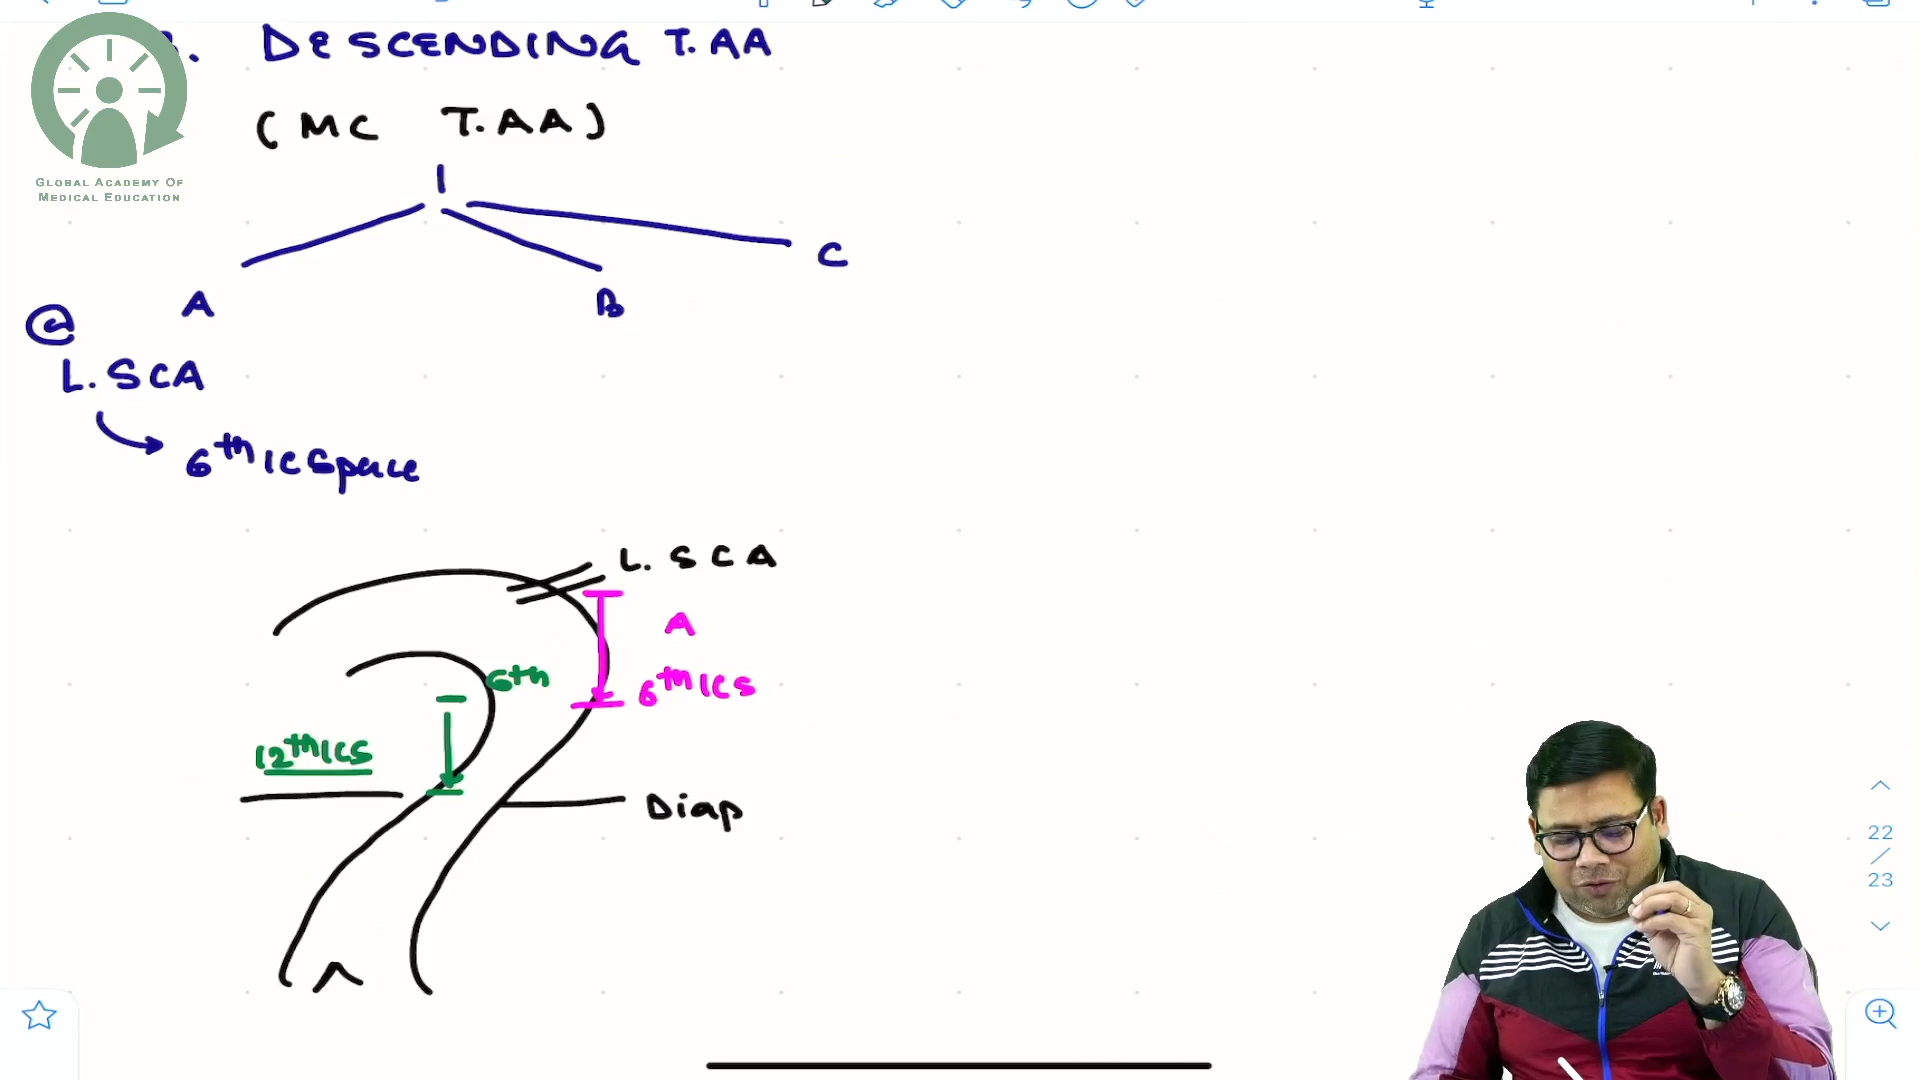 . DESCENDING T.AA
GLOBAL ACADEMY OF
MEDICAL EDUCATION
(MC T.AA)
A
B
C
@
L. SCA
6th IC Space
L. SCA
A
6th ICS
6th
12th ICS
Diap
22
/
23